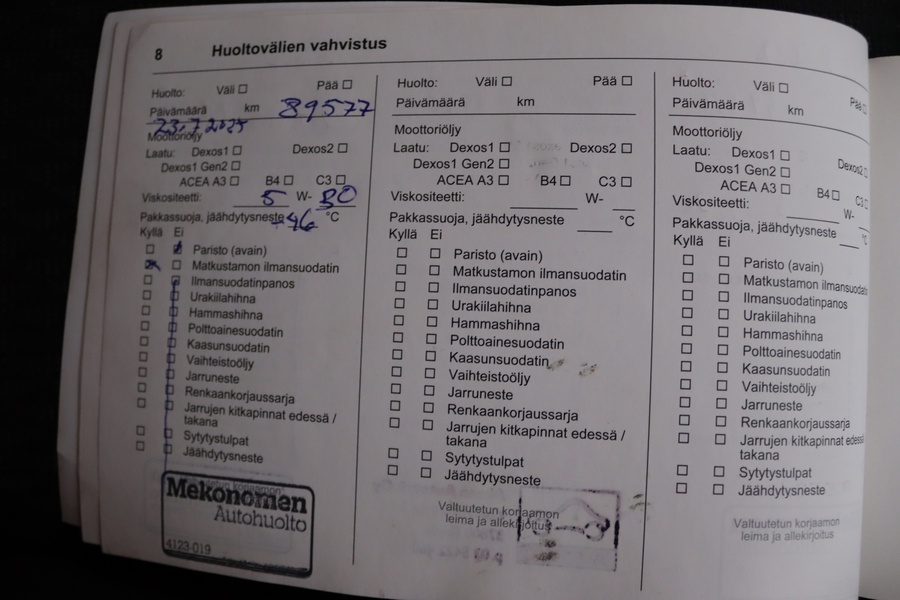 8 Huoltovälien vahvistus
Huolto: Väli ☐ Pää ☐
Päivämäärä km 89577
23.7.2025
Moottoriöljy
Laatu: Dexos1 ☐ Dexos2 ☐
Dexos1 Gen2 ☐
ACEA A3 ☐ B4 ☐ C3 ☐
Viskositeetti: 5 W- 30
Pakkassuoja, jäähdytysneste -46 °C
Kyllä Ei
Paristo (avain)
Matkustamon ilmansuodatin
Ilmansuodatinpanos
Urakiilahihna
Hammashihna
Polttoainesuodatin
Kaasunsuodatin
Vaihteistoöljy
Jarruneste
Renkaankorjaussarja
Jarrujen kitkapinnat edessä /
takana
Sytytystulpat
Jäähdytysneste
Mekonomen
Autohuolto
4123-019
Huolto: Väli ☐ Pää ☐
Päivämäärä km
Moottoriöljy
Laatu: Dexos1 ☐ Dexos2 ☐
Dexos1 Gen2 ☐
ACEA A3 ☐ B4 ☐ C3 ☐
Viskositeetti: W-
Pakkassuoja, jäähdytysneste °C
Kyllä Ei
☐ ☐ Paristo (avain)
☐ ☐ Matkustamon ilmansuodatin
☐ ☐ Ilmansuodatinpanos
☐ ☐ Urakiilahihna
☐ ☐ Hammashihna
☐ ☐ Polttoainesuodatin
☐ ☐ Kaasunsuodatin
☐ ☐ Vaihteistoöljy
☐ ☐ Jarruneste
☐ ☐ Renkaankorjaussarja
☐ ☐ Jarrujen kitkapinnat edessä /
takana
☐ ☐ Sytytystulpat
☐ ☐ Jäähdytysneste
Valtuutetun korjaamon
leima ja allekirjoitus
Huolto: Väli ☐ Pää ☐
Päivämäärä km
Moottoriöljy
Laatu: Dexos1 ☐ Dexos2 ☐
Dexos1 Gen2 ☐
ACEA A3 ☐ B4 ☐ C3 ☐
Viskositeetti: W-
Pakkassuoja, jäähdytysneste °C
Kyllä Ei
☐ ☐ Paristo (avain)
☐ ☐ Matkustamon ilmansuodatin
☐ ☐ Ilmansuodatinpanos
☐ ☐ Urakiilahihna
☐ ☐ Hammashihna
☐ ☐ Polttoainesuodatin
☐ ☐ Kaasunsuodatin
☐ ☐ Vaihteistoöljy
☐ ☐ Jarruneste
☐ ☐ Renkaankorjaussarja
☐ ☐ Jarrujen kitkapinnat edessä
takana
☐ ☐ Sytytystulpat
☐ ☐ Jäähdytysneste
Valtuutetun korjaamon
leima ja allekirjoitus